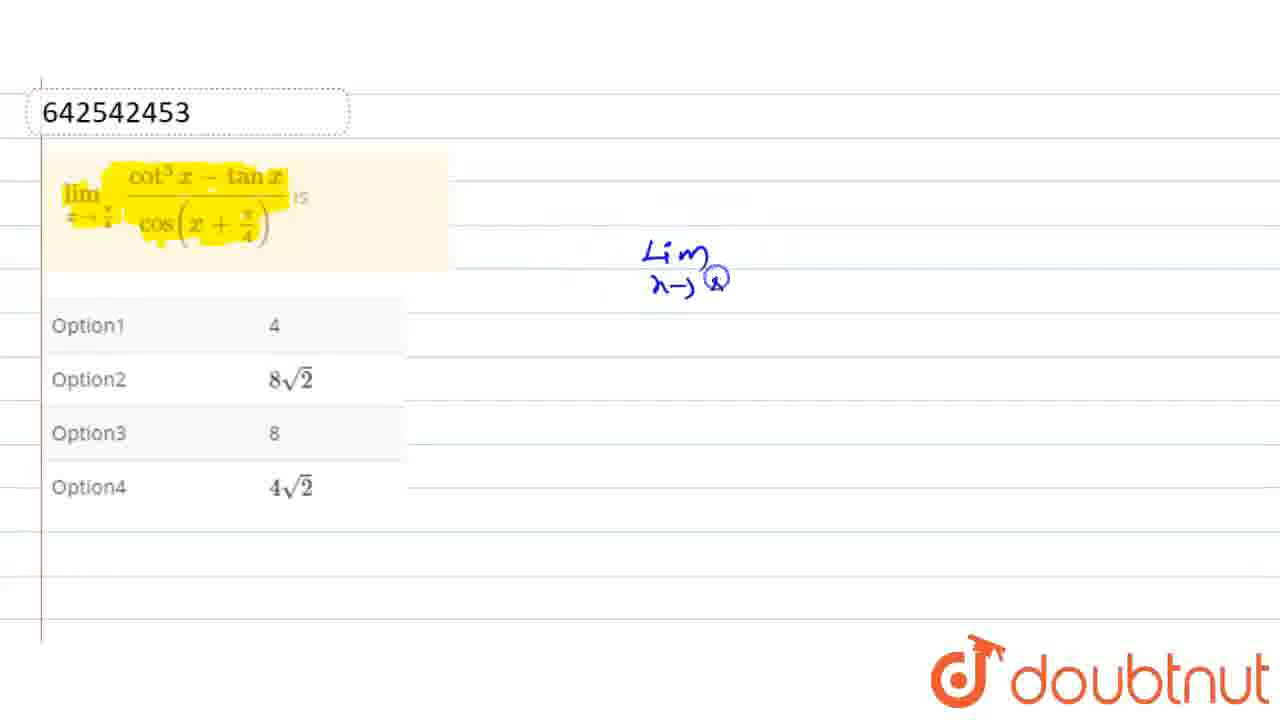 642542453
lim x→π/4 (cot³ x − tan x)/(cos(x + π/4)) is
Lim
x→
Option1 4
Option2 8√2
Option3 8
Option4 4√2
doubtnut